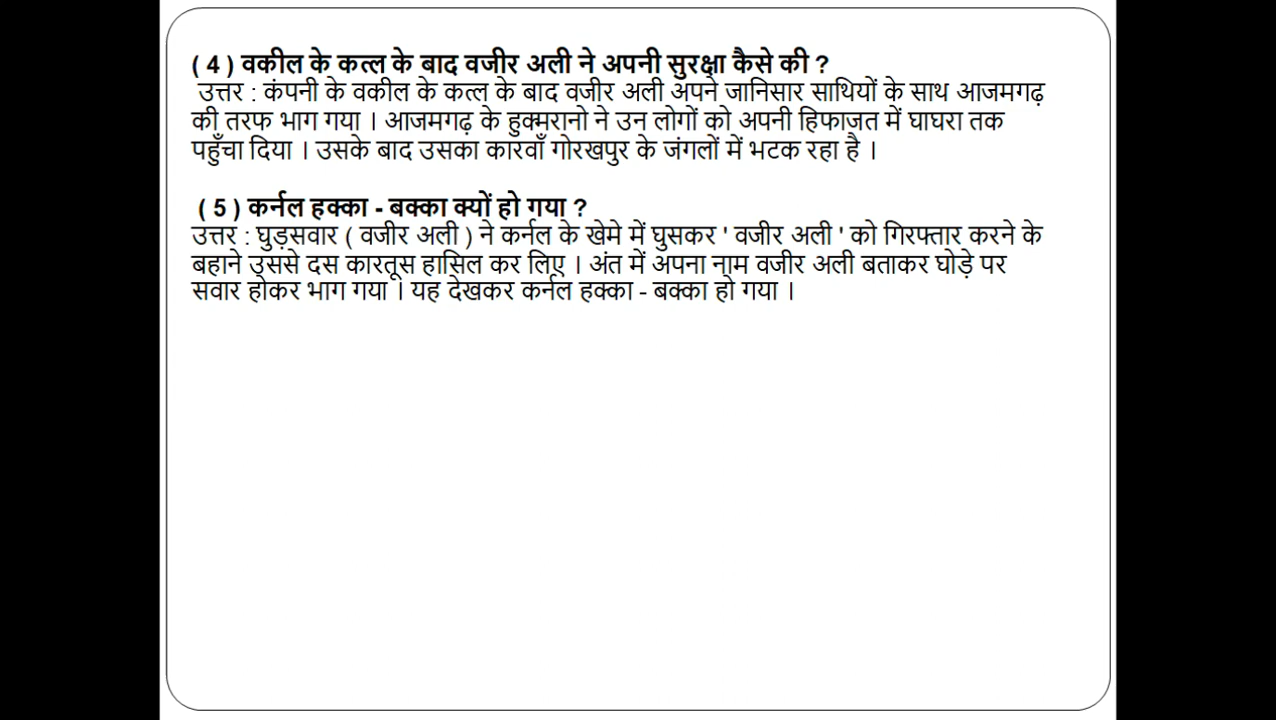 ( 4 ) वकील के कत्ल के बाद वजीर अली ने अपनी सुरक्षा कैसे की ?
उत्तर : कंपनी के वकील के कत्ल के बाद वजीर अली अपने जानिसार साथियों के साथ आजमगढ़
की तरफ भाग गया । आजमगढ़ के हुक्मरानो ने उन लोगों को अपनी हिफाजत में घाघरा तक
पहुँचा दिया । उसके बाद उसका कारवाँ गोरखपुर के जंगलों में भटक रहा है ।
( 5 ) कर्नल हक्का - बक्का क्यों हो गया ?
उत्तर : घुड़सवार ( वजीर अली ) ने कर्नल के खेमे में घुसकर ' वजीर अली ' को गिरफ्तार करने के
बहाने उससे दस कारतूस हासिल कर लिए । अंत में अपना नाम वजीर अली बताकर घोड़े पर
सवार होकर भाग गया । यह देखकर कर्नल हक्का - बक्का हो गया ।